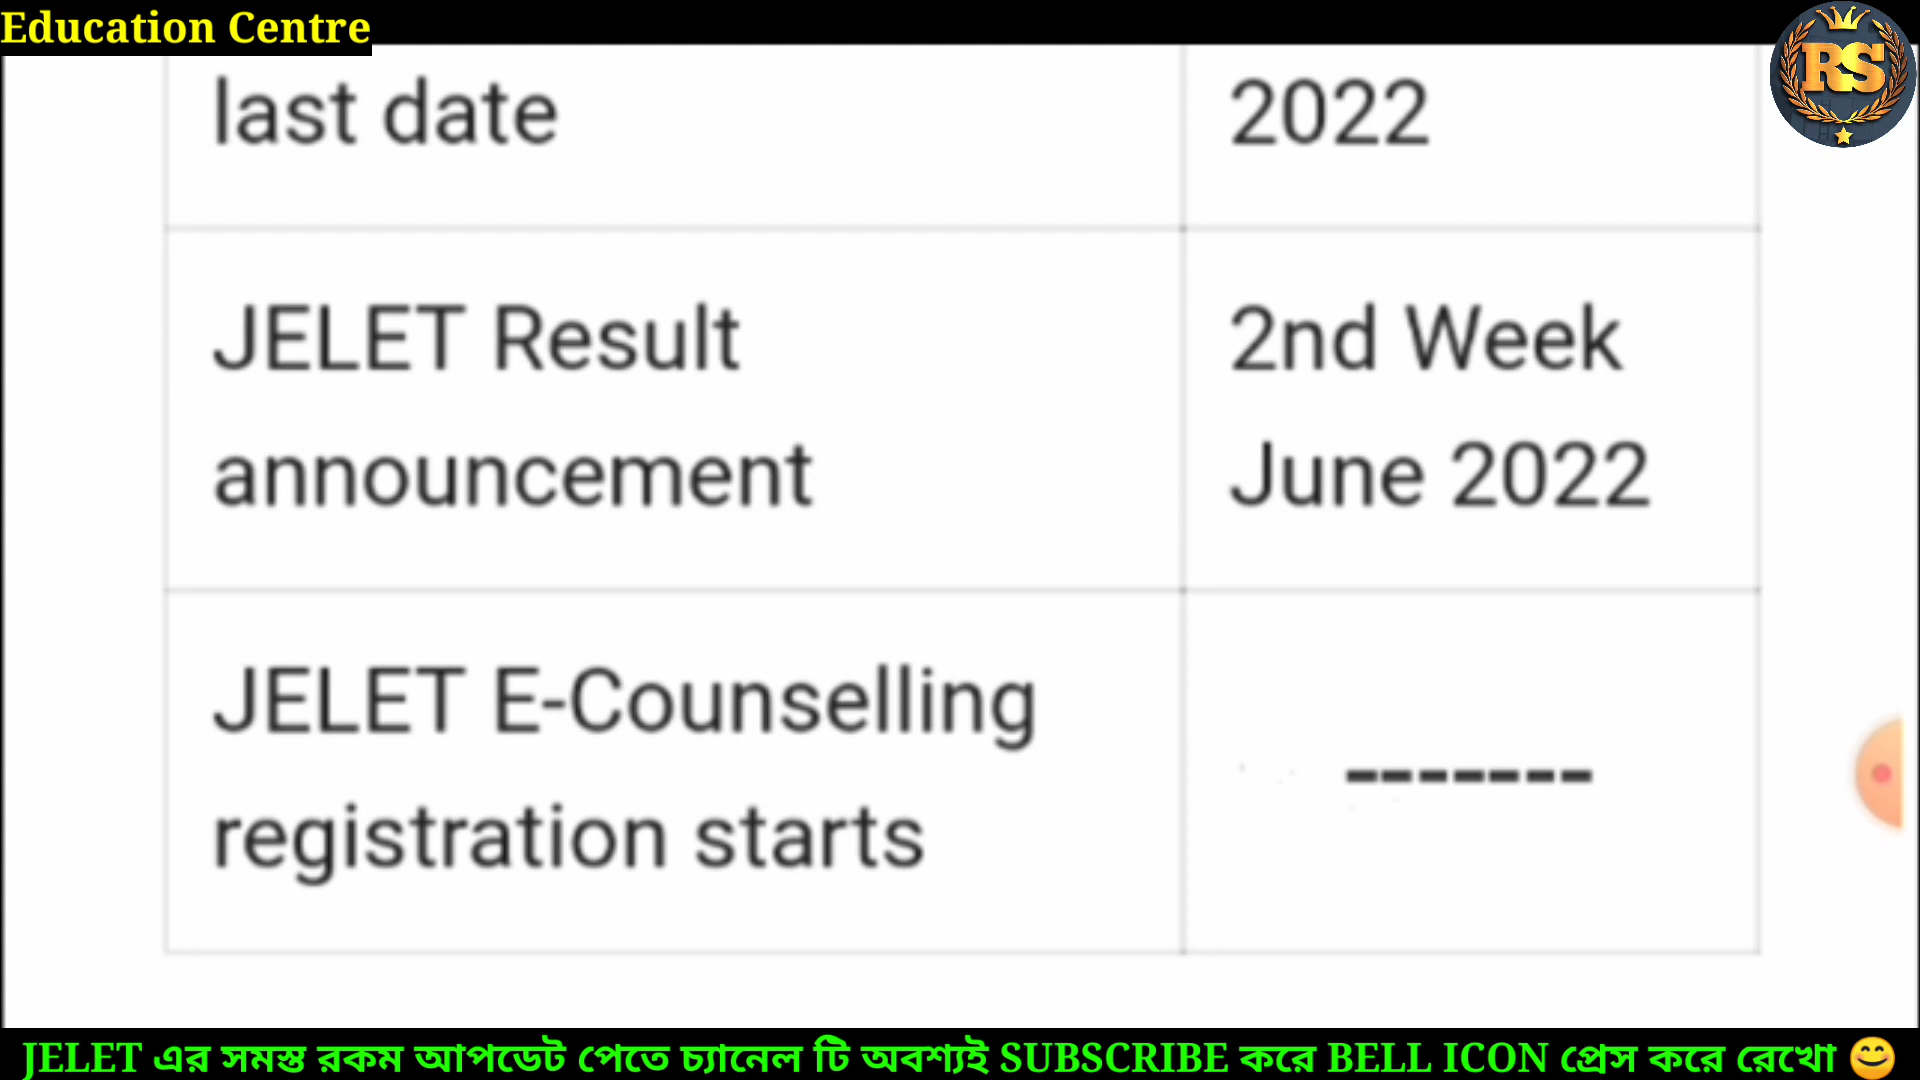 Education Centre
RS
last date 2022
JELET Result 2nd Week
announcement June 2022
JELET E-Counselling
registration starts -------
JELET এর সমস্ত রকম আপডেট পেতে চ্যানেল টি অবশ্যই SUBSCRIBE করে BELL ICON প্রেস করে রেখো 😊